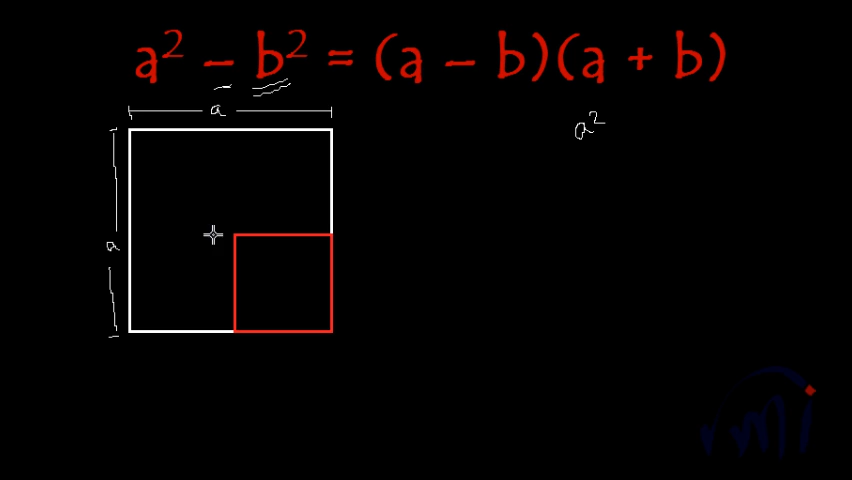 a² – b² = (a – b)(a + b)
a
a²
a